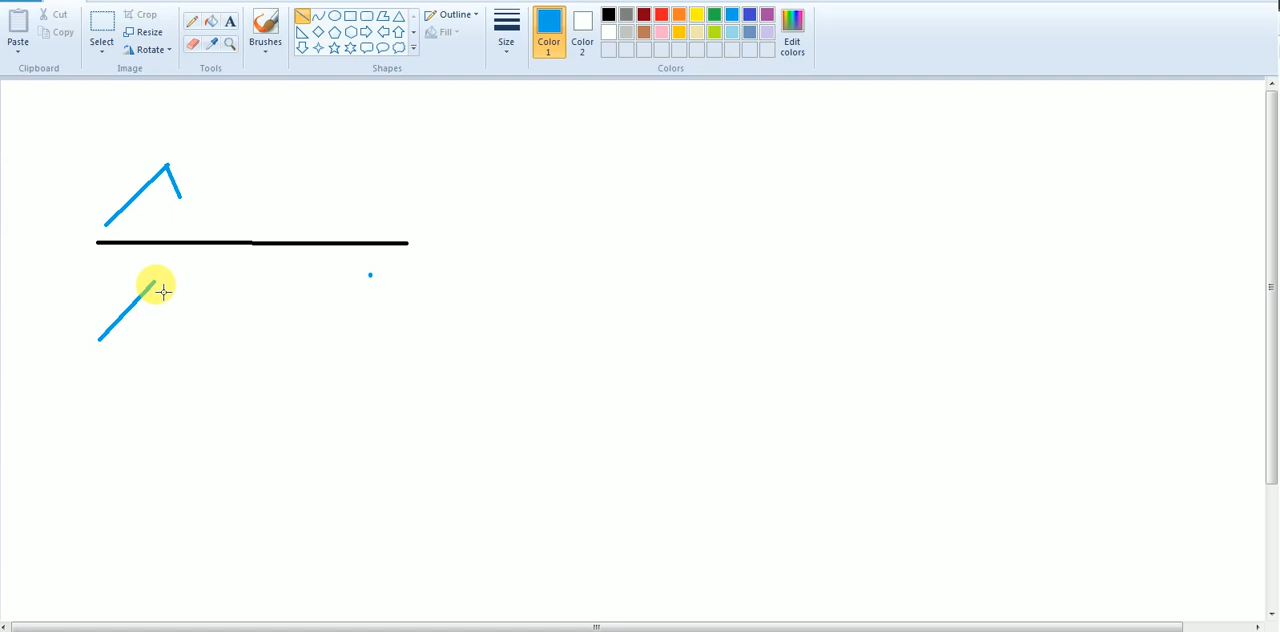 Paste
Cut
Copy
Clipboard
Select
Crop
Resize
Rotate
Image
A
Tools
Brushes
Shapes
Outline
Fill
Size
Color 1
Color 2
Edit colors
Colors